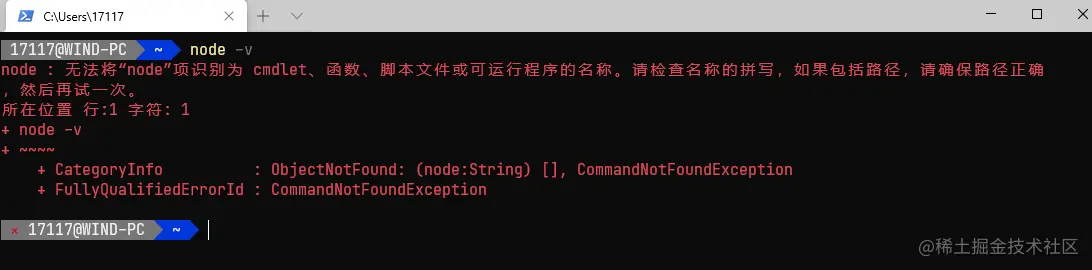 C:\Users\17117
17117@WIND-PC ~ node -v
node : 无法将“node”项识别为 cmdlet、函数、脚本文件或可运行程序的名称。请检查名称的拼写，如果包括路径，请确保路径正确
，然后再试一次。
所在位置 行:1 字符: 1
+ node -v
+ ~~~~
    + CategoryInfo          : ObjectNotFound: (node:String) [], CommandNotFoundException
    + FullyQualifiedErrorId : CommandNotFoundException
× 17117@WIND-PC ~
@稀土掘金技术社区